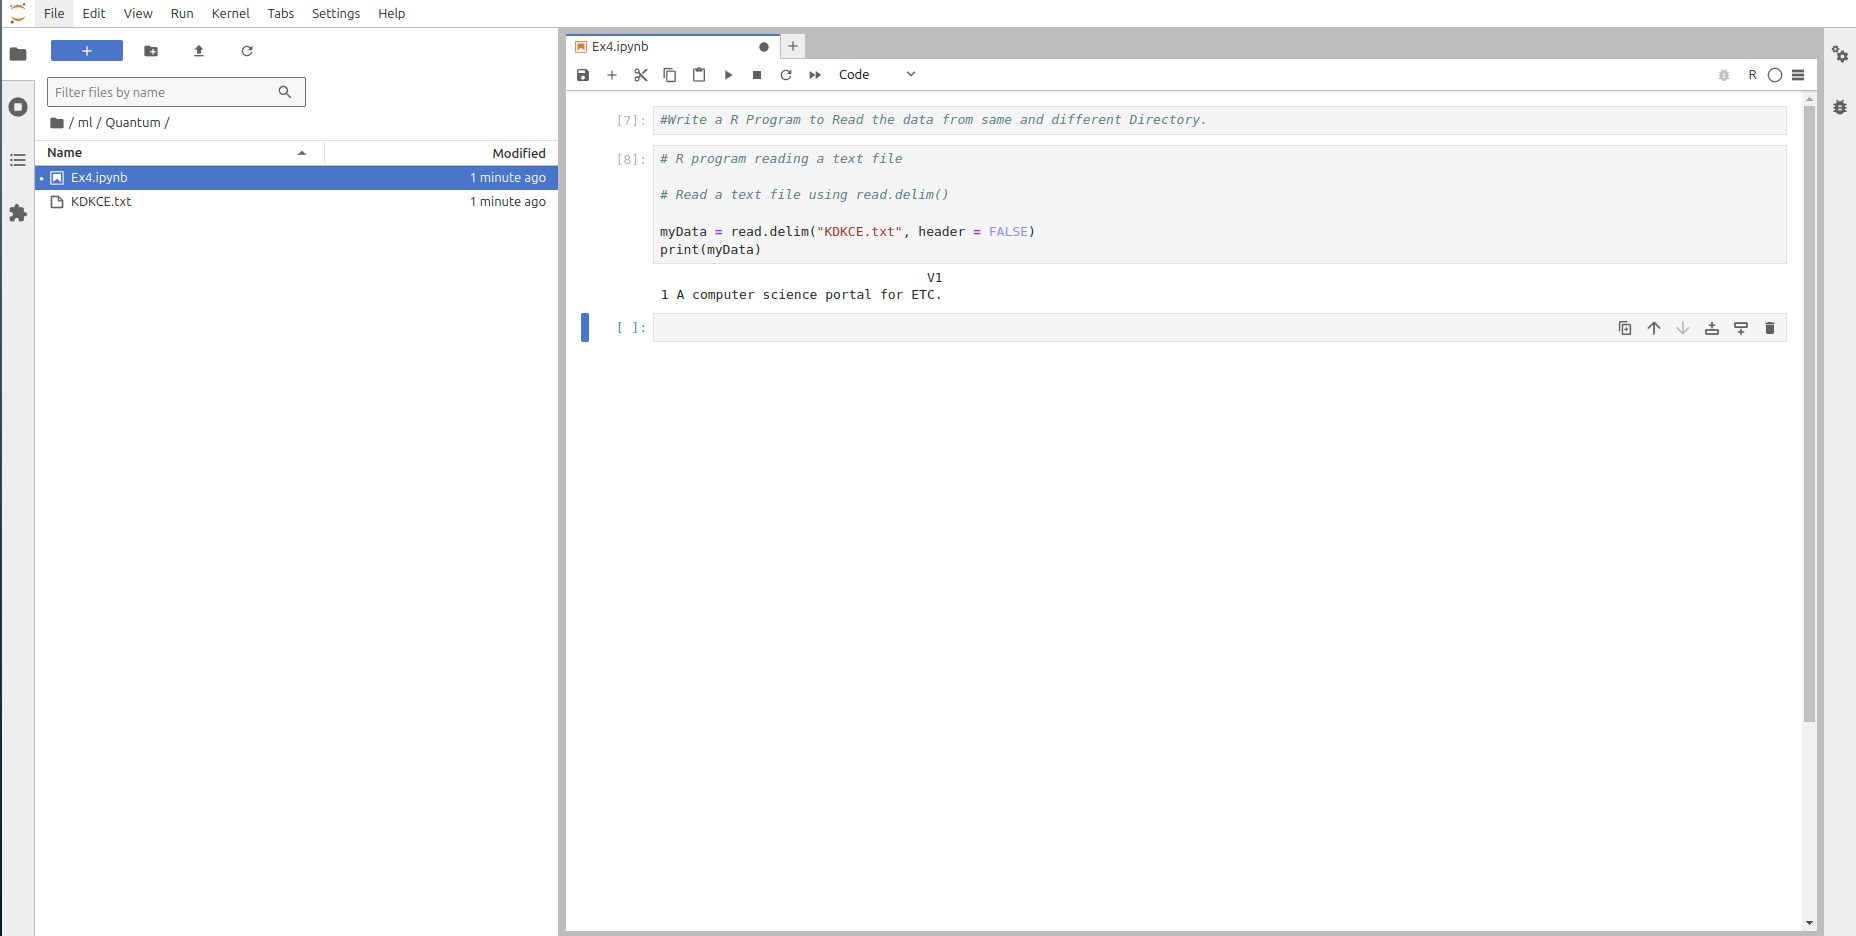 File Edit View Run Kernel Tabs Settings Help
Filter files by name
/ ml / Quantum /
Name Modified
Ex4.ipynb 1 minute ago
KDKCE.txt 1 minute ago
Ex4.ipynb
Code
R
[7]: #Write a R Program to Read the data from same and different Directory.
[8]: # R program reading a text file
# Read a text file using read.delim()
myData = read.delim("KDKCE.txt", header = FALSE)
print(myData)
V1
1 A computer science portal for ETC.
[ ]: